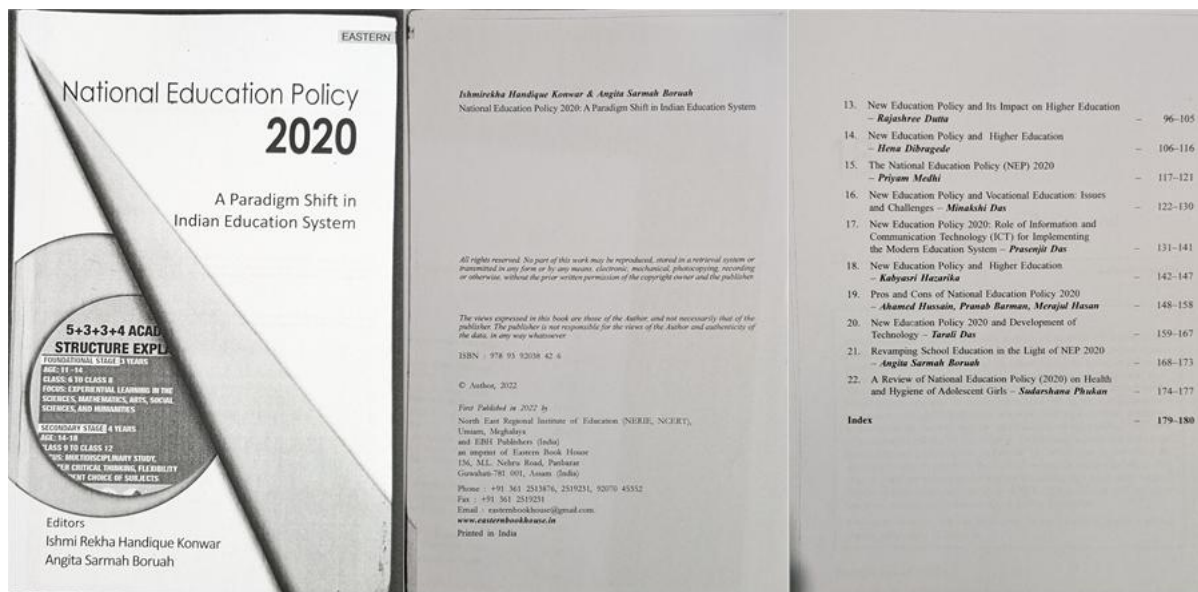 EASTERN
National Education Policy
2020
A Paradigm Shift in
Indian Education System
5+3+3+4 ACAD
STRUCTURE EXPL
FOUNDATIONAL STAGE 3 YEARS
AGE: 11-14
CLASS: 6 TO CLASS 8
FOCUS: EXPERIENTIAL LEARNING IN THE
SCIENCES, MATHEMATICS, ARTS, SOCIAL
SCIENCES, AND HUMANITIES
SECONDARY STAGE 4 YEARS
AGE: 14-18
CLASS 9 TO CLASS 12
US: MULTIDISCIPLINARY STUDY,
ER CRITICAL THINKING, FLEXIBILITY
ENT CHOICE OF SUBJECTS
Editors
Ishmi Rekha Handique Konwar
Angita Sarmah Boruah
Ishmirekha Handique Konwar & Angita Sarmah Boruah
National Education Policy 2020: A Paradigm Shift in Indian Education System
All rights reserved. No part of this work may be reproduced, stored in a retrieval system or
transmitted in any form or by any means, electronic, mechanical, photocopying, recording
or otherwise, without the prior written permission of the copyright owner and the publisher.
The views expressed in this book are those of the Author, and not necessarily that of the
publisher. The publisher is not responsible for the views of the Author and authenticity of
the data, in any way whatsoever
ISBN : 978 93 92038 42 6
© Author, 2022
First Published in 2022 by
North East Regional Institute of Education (NERIE, NCERT),
Umiam, Meghalaya
and EBH Publishers (India)
an imprint of Eastern Book House
136, M.L. Nehru Road, Panbazar
Guwahati-781 001, Assam (India)
Phone : +91 361 2513876, 2519231, 92070 45352
Fax : +91 361 2519231
Email : easternbookhouse@gmail.com
www.easternbookhouse.in
Printed in India
13. New Education Policy and Its Impact on Higher Education
– Rajashree Dutta – 96–105
14. New Education Policy and Higher Education
– Hena Dibragede – 106–116
15. The National Education Policy (NEP) 2020
– Priyam Medhi – 117–121
16. New Education Policy and Vocational Education: Issues
and Challenges – Minakshi Das – 122–130
17. New Education Policy 2020: Role of Information and
Communication Technology (ICT) for Implementing
the Modern Education System – Prasenjit Das – 131–141
18. New Education Policy and Higher Education
– Kabyasri Hazarika – 142–147
19. Pros and Cons of National Education Policy 2020
– Ahamed Hussain, Pranab Barman, Merajul Hasan – 148–158
20. New Education Policy 2020 and Development of
Technology – Tarali Das – 159–167
21. Revamping School Education in the Light of NEP 2020
– Angita Sarmah Boruah – 168–173
22. A Review of National Education Policy (2020) on Health
and Hygiene of Adolescent Girls – Sudarshana Phukan – 174–177
Index – 179–180